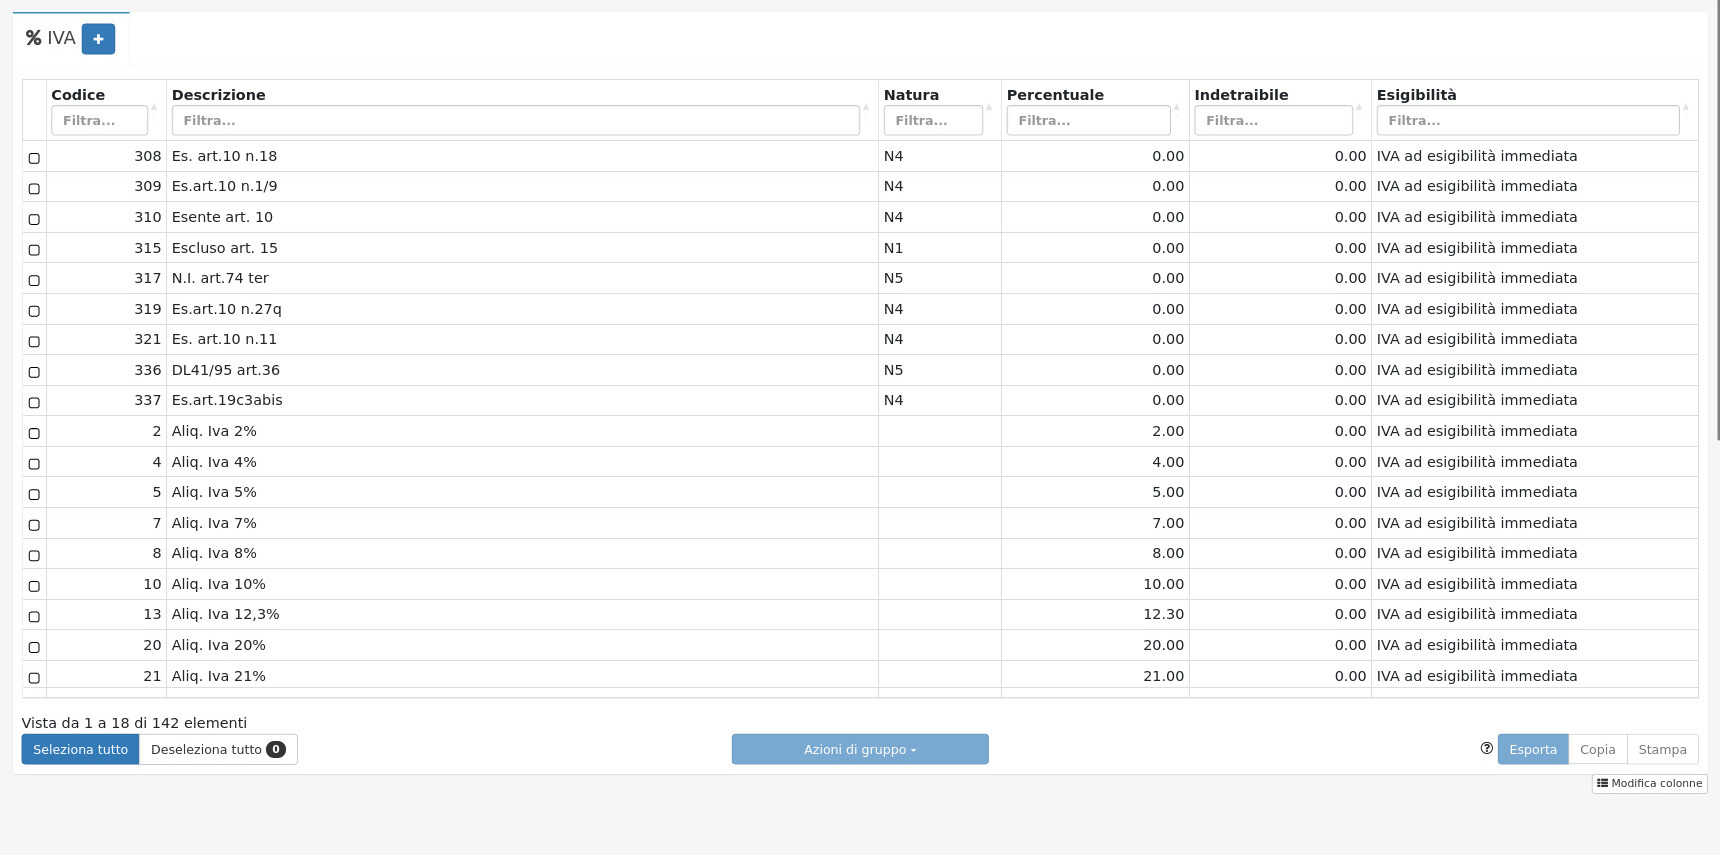 IVA
Codice Descrizione Natura Percentuale Indetraibile Esigibilità
Filtra... Filtra... Filtra... Filtra... Filtra... Filtra...
308 Es. art.10 n.18 N4 0.00 0.00 IVA ad esigibilità immediata
309 Es.art.10 n.1/9 N4 0.00 0.00 IVA ad esigibilità immediata
310 Esente art. 10 N4 0.00 0.00 IVA ad esigibilità immediata
315 Escluso art. 15 N1 0.00 0.00 IVA ad esigibilità immediata
317 N.I. art.74 ter N5 0.00 0.00 IVA ad esigibilità immediata
319 Es.art.10 n.27q N4 0.00 0.00 IVA ad esigibilità immediata
321 Es. art.10 n.11 N4 0.00 0.00 IVA ad esigibilità immediata
336 DL41/95 art.36 N5 0.00 0.00 IVA ad esigibilità immediata
337 Es.art.19c3abis N4 0.00 0.00 IVA ad esigibilità immediata
2 Aliq. Iva 2% 2.00 0.00 IVA ad esigibilità immediata
4 Aliq. Iva 4% 4.00 0.00 IVA ad esigibilità immediata
5 Aliq. Iva 5% 5.00 0.00 IVA ad esigibilità immediata
7 Aliq. Iva 7% 7.00 0.00 IVA ad esigibilità immediata
8 Aliq. Iva 8% 8.00 0.00 IVA ad esigibilità immediata
10 Aliq. Iva 10% 10.00 0.00 IVA ad esigibilità immediata
13 Aliq. Iva 12,3% 12.30 0.00 IVA ad esigibilità immediata
20 Aliq. Iva 20% 20.00 0.00 IVA ad esigibilità immediata
21 Aliq. Iva 21% 21.00 0.00 IVA ad esigibilità immediata
Vista da 1 a 18 di 142 elementi
Seleziona tutto Deseleziona tutto 0 Azioni di gruppo Esporta Copia Stampa
Modifica colonne